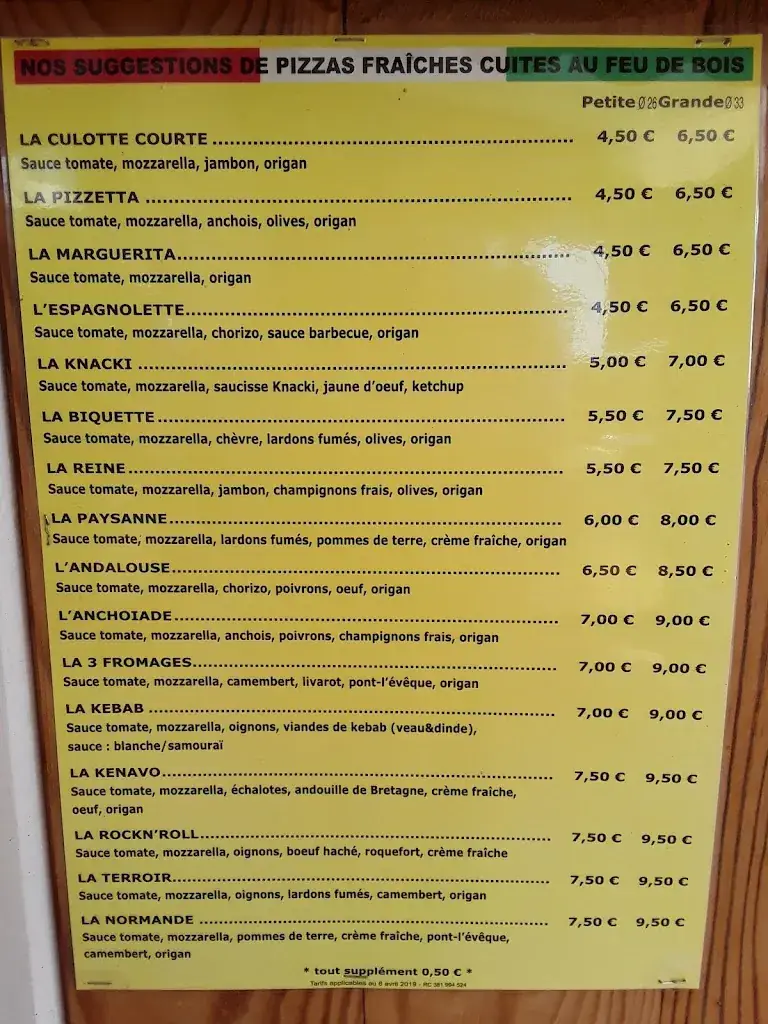 NOS SUGGESTIONS DE PIZZAS FRAÎCHES CUITES AU FEU DE BOIS
Petite Ø 26 Grande Ø 33
LA CULOTTE COURTE ........ 4,50 € 6,50 €
Sauce tomate, mozzarella, jambon, origan
LA PIZZETTA ........ 4,50 € 6,50 €
Sauce tomate, mozzarella, anchois, olives, origan
LA MARGUERITA........ 4,50 € 6,50 €
Sauce tomate, mozzarella, origan
L'ESPAGNOLETTE........ 4,50 € 6,50 €
Sauce tomate, mozzarella, chorizo, sauce barbecue, origan
LA KNACKI ........ 5,00 € 7,00 €
Sauce tomate, mozzarella, saucisse Knacki, jaune d'oeuf, ketchup
LA BIQUETTE........ 5,50 € 7,50 €
Sauce tomate, mozzarella, chèvre, lardons fumés, olives, origan
LA REINE........ 5,50 € 7,50 €
Sauce tomate, mozzarella, jambon, champignons frais, olives, origan
LA PAYSANNE........ 6,00 € 8,00 €
Sauce tomate, mozzarella, lardons fumés, pommes de terre, crème fraîche, origan
L'ANDALOUSE........ 6,50 € 8,50 €
Sauce tomate, mozzarella, chorizo, poivrons, oeuf, origan
L'ANCHOIADE........ 7,00 € 9,00 €
Sauce tomate, mozzarella, anchois, poivrons, champignons frais, origan
LA 3 FROMAGES........ 7,00 € 9,00 €
Sauce tomate, mozzarella, camembert, livarot, pont-l'évêque, origan
LA KEBAB ........ 7,00 € 9,00 €
Sauce tomate, mozzarella, oignons, viandes de kebab (veau&dinde),
sauce : blanche/samouraï
LA KENAVO........ 7,50 € 9,50 €
Sauce tomate, mozzarella, échalotes, andouille de Bretagne, crème fraîche,
oeuf, origan
LA ROCKN'ROLL........ 7,50 € 9,50 €
Sauce tomate, mozzarella, oignons, boeuf haché, roquefort, crème fraîche
LA TERROIR........ 7,50 € 9,50 €
Sauce tomate, mozzarella, oignons, lardons fumés, camembert, origan
LA NORMANDE ........ 7,50 € 9,50 €
Sauce tomate, mozzarella, pommes de terre, crème fraîche, pont-l'évêque,
camembert, origan
* tout supplément 0,50 € *
Tarifs applicables au 6 avril 2019 - RC 381 994 524